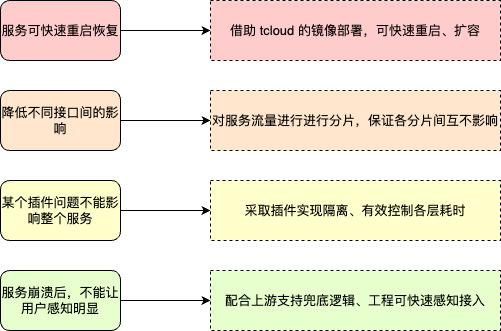 服务可快速重启恢复
借助 tcloud 的镜像部署，可快速重启、扩容
降低不同接口间的影
响
对服务流量进行进行分片，保证各分片间互不影响
某个插件问题不能影
响整个服务
采取插件实现隔离、有效控制各层耗时
服务崩溃后，不能让
用户感知明显
配合上游支持兜底逻辑、工程可快速感知接入